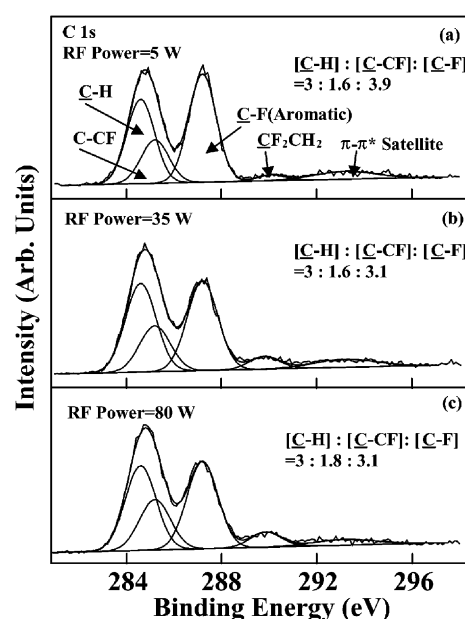 C 1s
(a)
RF Power=5 W
[C-H] : [C-CF]: [C-F]
=3 : 1.6 : 3.9
C-H
C-F(Aromatic)
C-CF
CF₂CH₂
π-π* Satellite
(b)
RF Power=35 W
[C-H] : [C-CF]: [C-F]
=3 : 1.6 : 3.1
(c)
RF Power=80 W
[C-H] : [C-CF]: [C-F]
=3 : 1.8 : 3.1
Intensity (Arb. Units)
284 288 292 296
Binding Energy (eV)